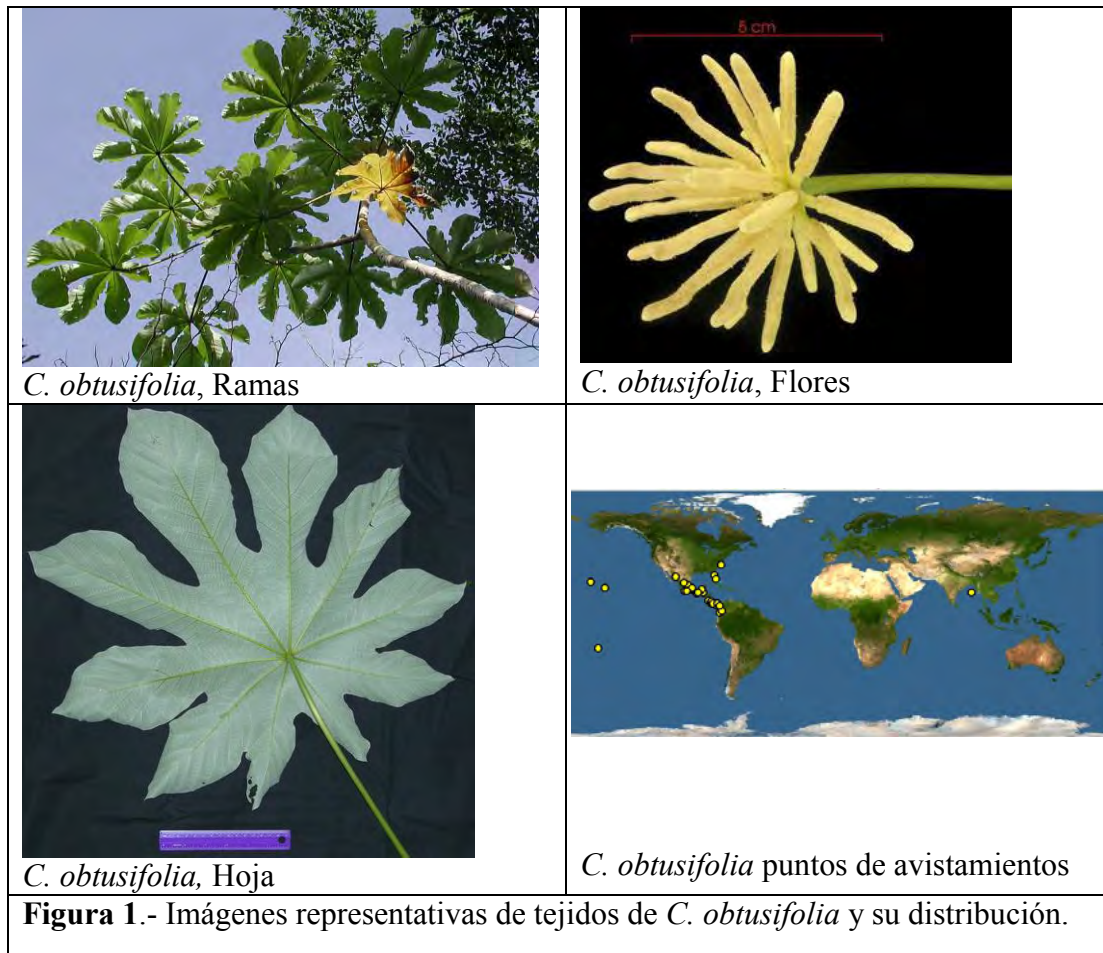 5 cm
C. obtusifolia, Ramas
C. obtusifolia, Flores
C. obtusifolia, Hoja
C. obtusifolia puntos de avistamientos
Figura 1.- Imágenes representativas de tejidos de C. obtusifolia y su distribución.